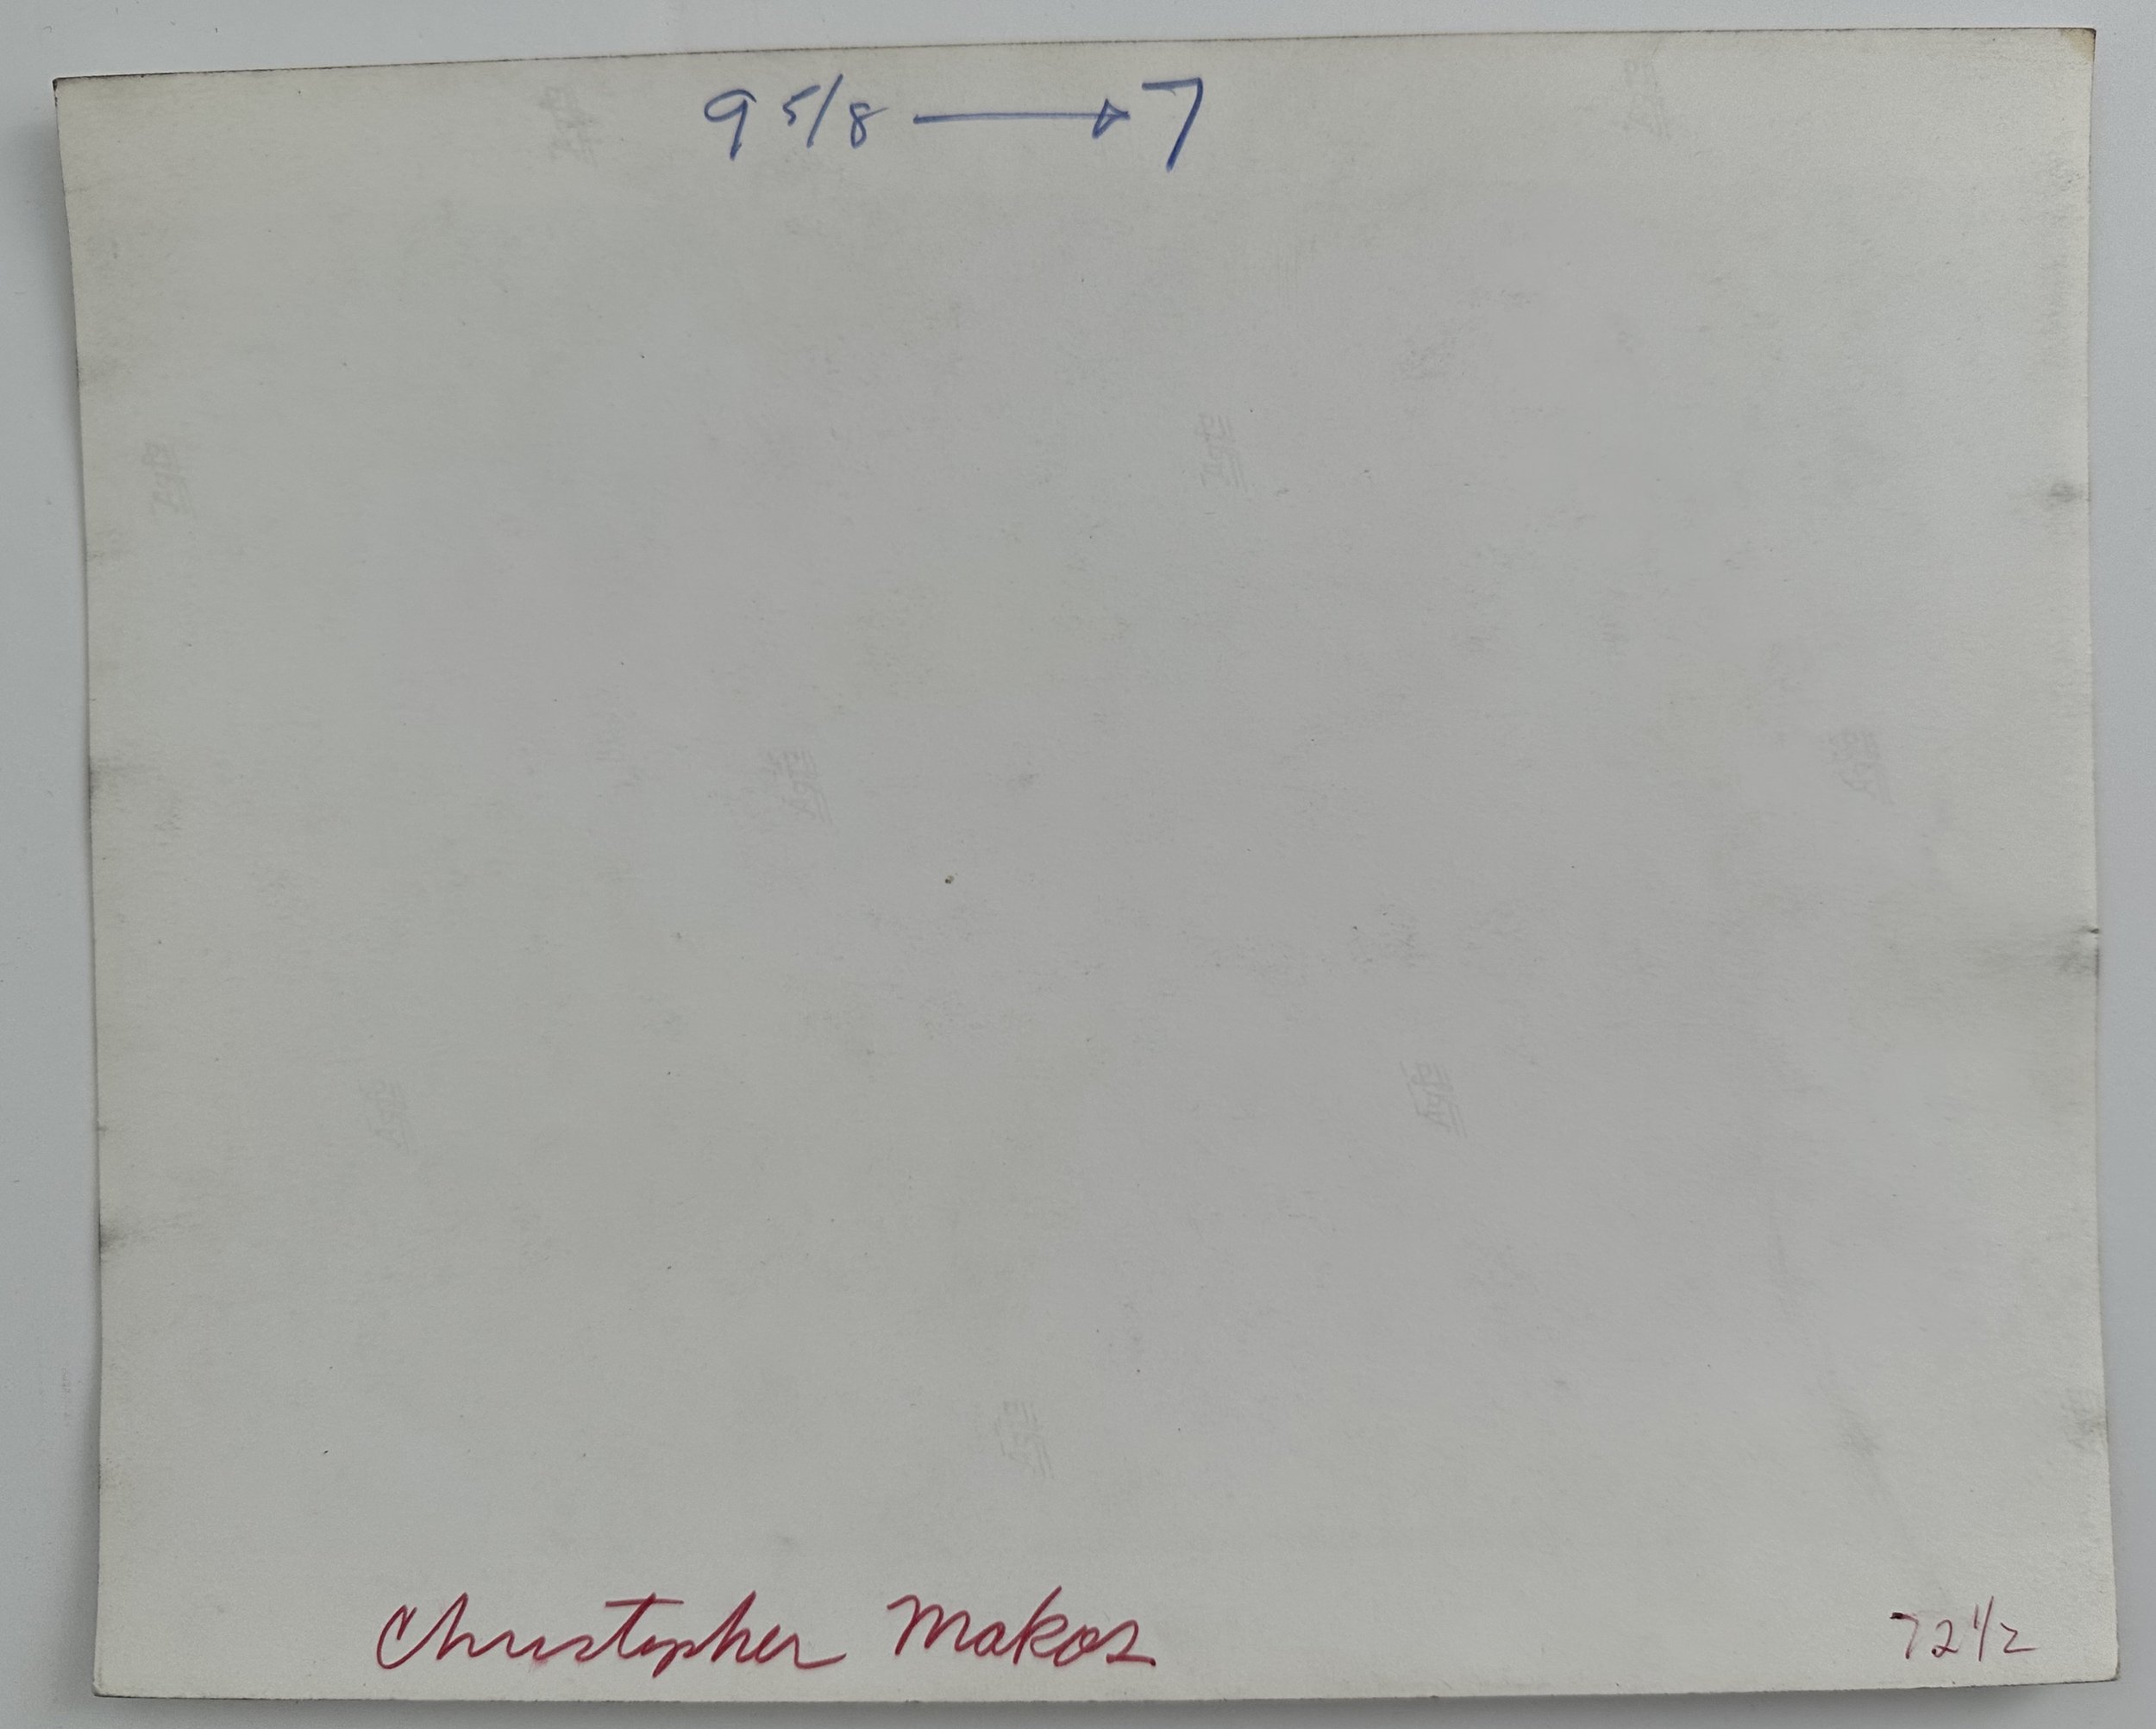 9 5/8 → 7
Christopher Makos
72 1/2